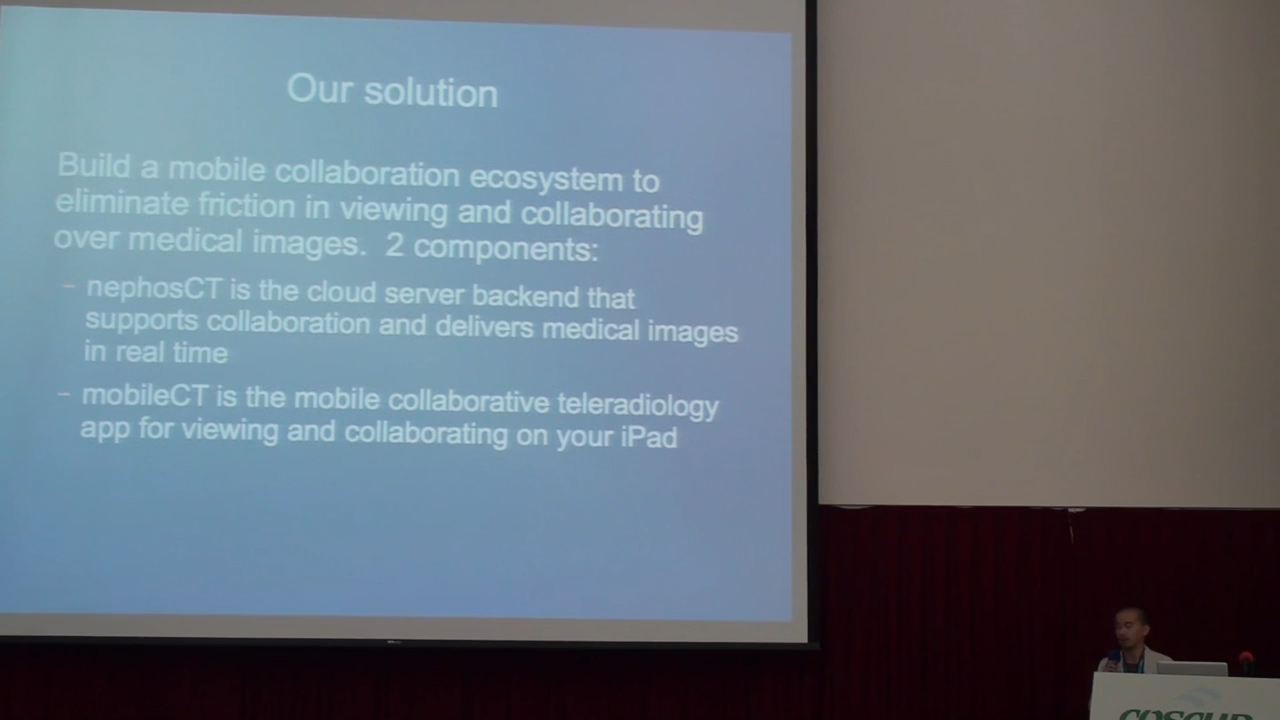 Our solution
Build a mobile collaboration ecosystem to
eliminate friction in viewing and collaborating
over medical images. 2 components:
- nephosCT is the cloud server backend that
supports collaboration and delivers medical images
in real time
- mobileCT is the mobile collaborative teleradiology
app for viewing and collaborating on your iPad
COSCUP